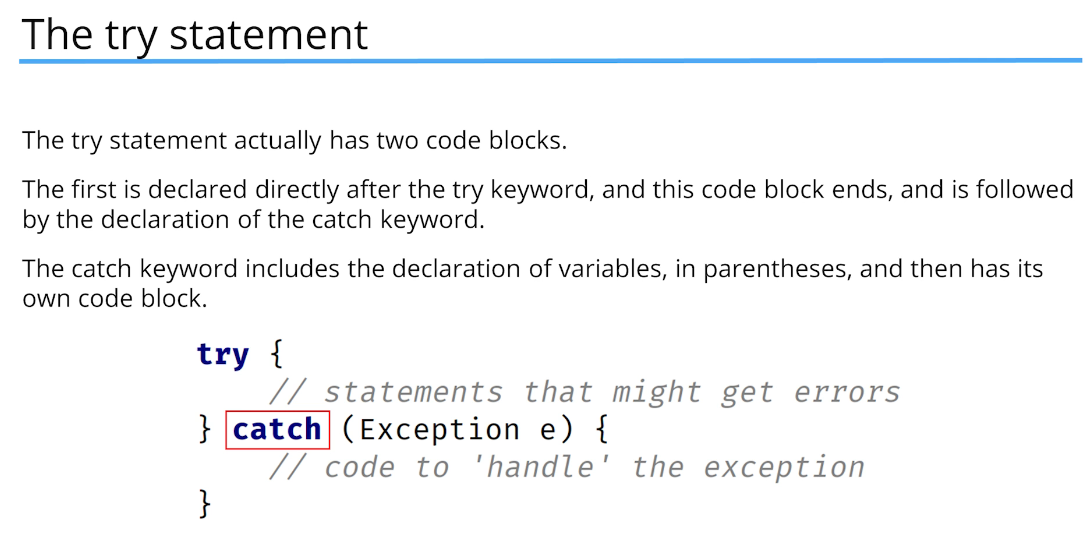 The try statement
The try statement actually has two code blocks.
The first is declared directly after the try keyword, and this code block ends, and is followed
by the declaration of the catch keyword.
The catch keyword includes the declaration of variables, in parentheses, and then has its
own code block.
try {
    // statements that might get errors
} catch (Exception e) {
    // code to 'handle' the exception
}